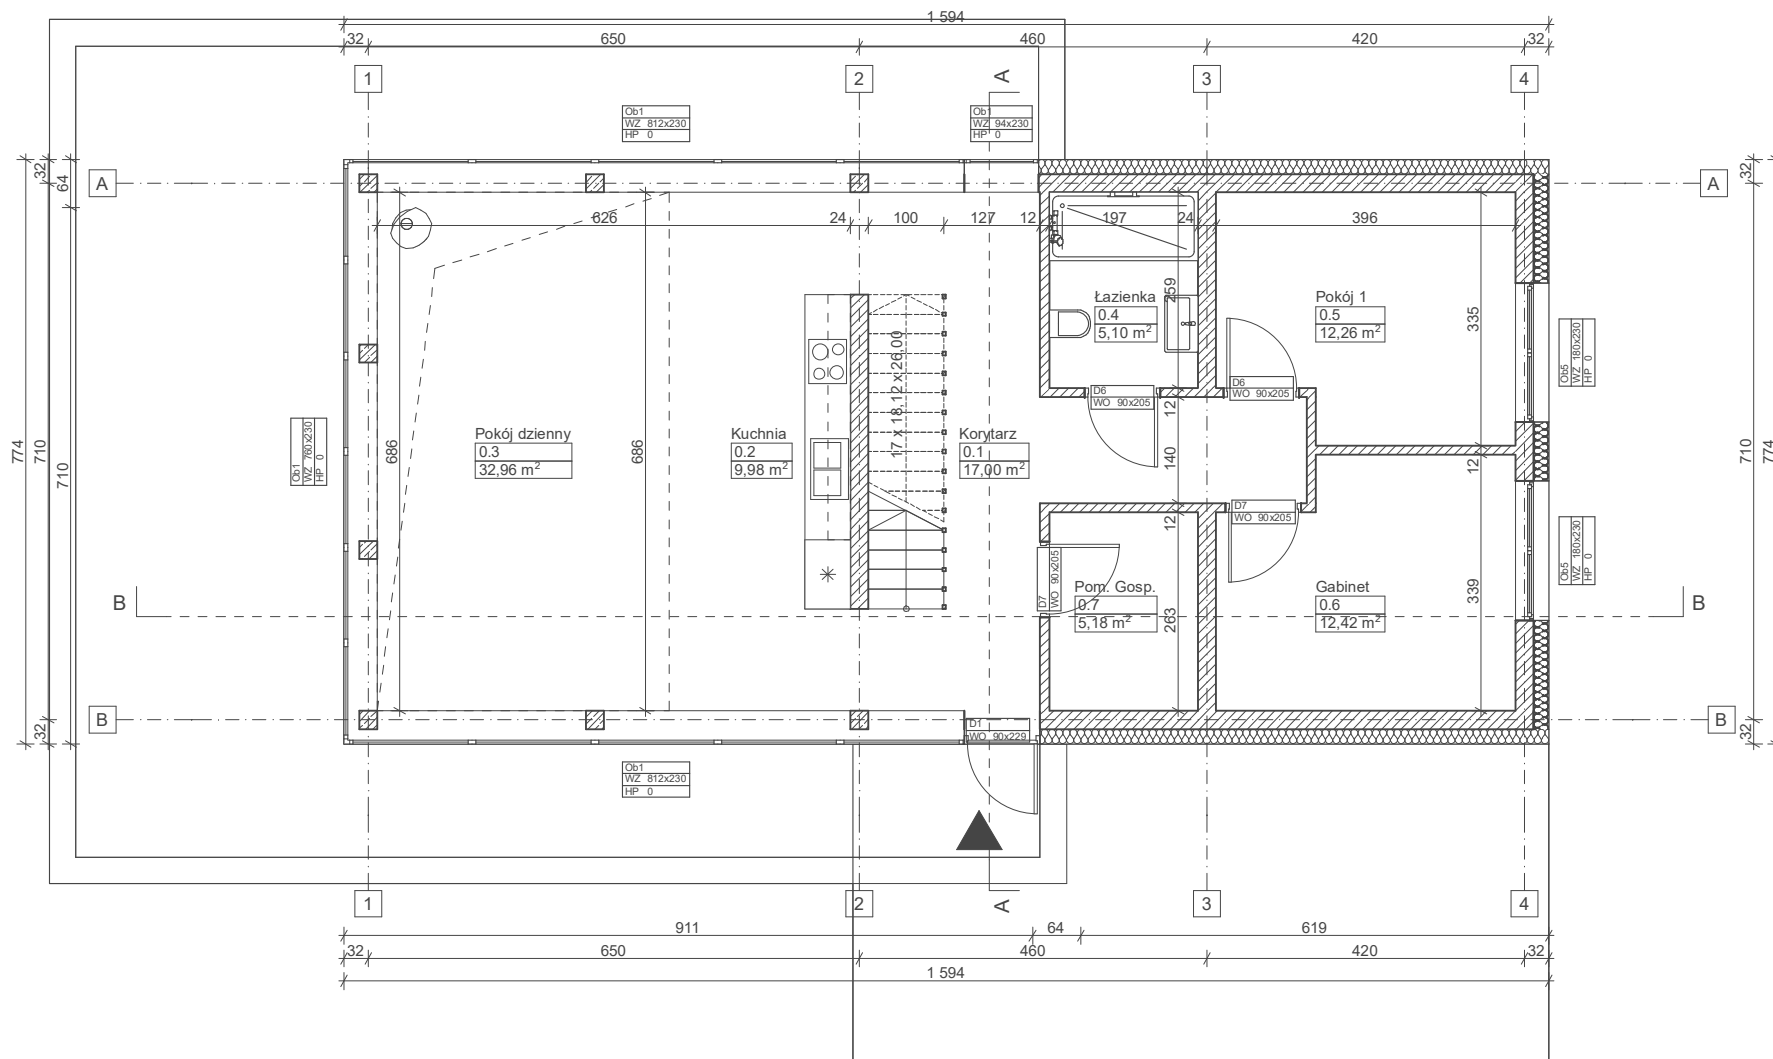 1 594
32 650 460 420 32
1 2 A 3 4
Ob1
WZ 812x230
HP 0
Ob1
WZ 94x230
HP 0
32
64
32
A A
626 24 100 127 12 197 24 396
259
335
Łazienka
0.4
5,10 m²
Pokój 1
0.5
12,26 m²
17 x 18,12 x 26,00
Ob5
WZ 180x230
HP 0
D6
WO 90x205
D6
WO 90x205
12
774
710
710
Ob1
WZ 760x230
HP 0
686
Pokój dzienny
0.3
32,96 m²
686
Kuchnia
0.2
9,98 m²
Korytarz
0.1
17,00 m²
140
12
710
774
D7
WO 90x205
12
Ob5
WZ 180x230
HP 0
D7
WO 90x205
Pom. Gosp.
0.7
5,18 m²
263
Gabinet
0.6
12,42 m²
339
B B
B B
32
32
D1
WO 90x229
Ob1
WZ 812x230
HP 0
1 2 A 3 4
911 64 619
32 650 460 420 32
1 594